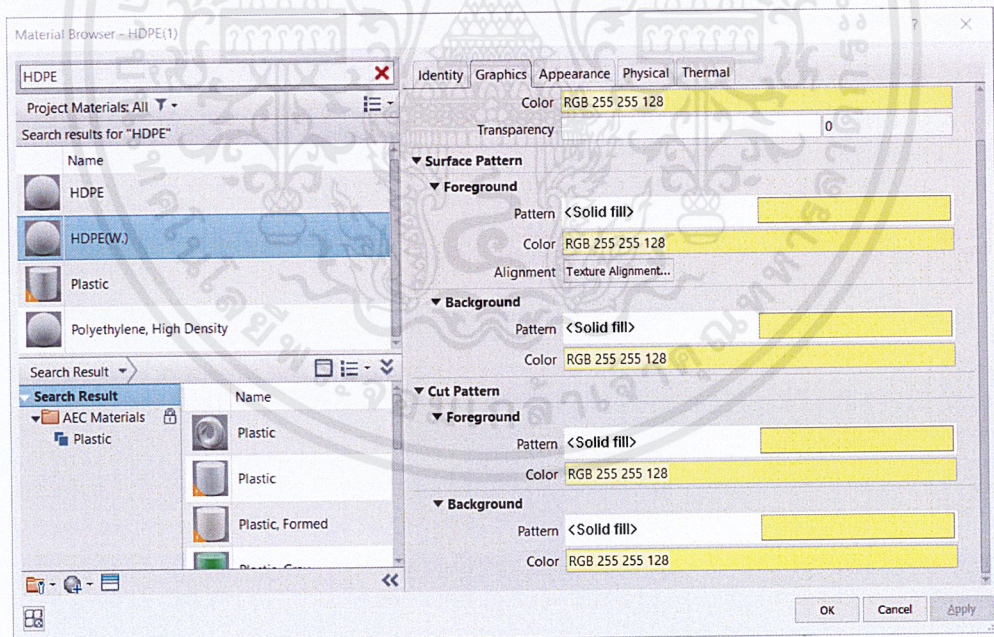 Material Browser - HDPE(1)
?
HDPE
Project Materials: All
Search results for "HDPE"
Name
HDPE
HDPE(W.)
Plastic
Polyethylene, High Density
Search Result
Search Result
AEC Materials
Plastic
Name
Plastic
Plastic
Plastic, Formed
Identity Graphics Appearance Physical Thermal
Color RGB 255 255 128
Transparency 0
Surface Pattern
Foreground
Pattern <Solid fill>
Color RGB 255 255 128
Alignment Texture Alignment...
Background
Pattern <Solid fill>
Color RGB 255 255 128
Cut Pattern
Foreground
Pattern <Solid fill>
Color RGB 255 255 128
Background
Pattern <Solid fill>
Color RGB 255 255 128
OK Cancel Apply